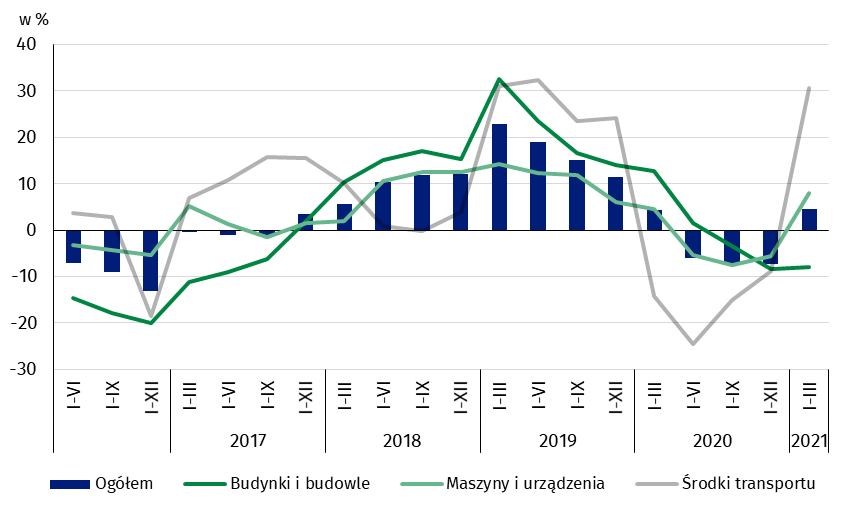 w %
40
30
20
10
0
-10
-20
-30
I-VI I-IX I-XII I-III I-VI I-IX I-XII I-III I-VI I-IX I-XII I-III I-VI I-IX I-XII I-III I-VI I-IX I-XII I-III
2017 2018 2019 2020 2021
Ogółem Budynki i budowle Maszyny i urządzenia Środki transportu